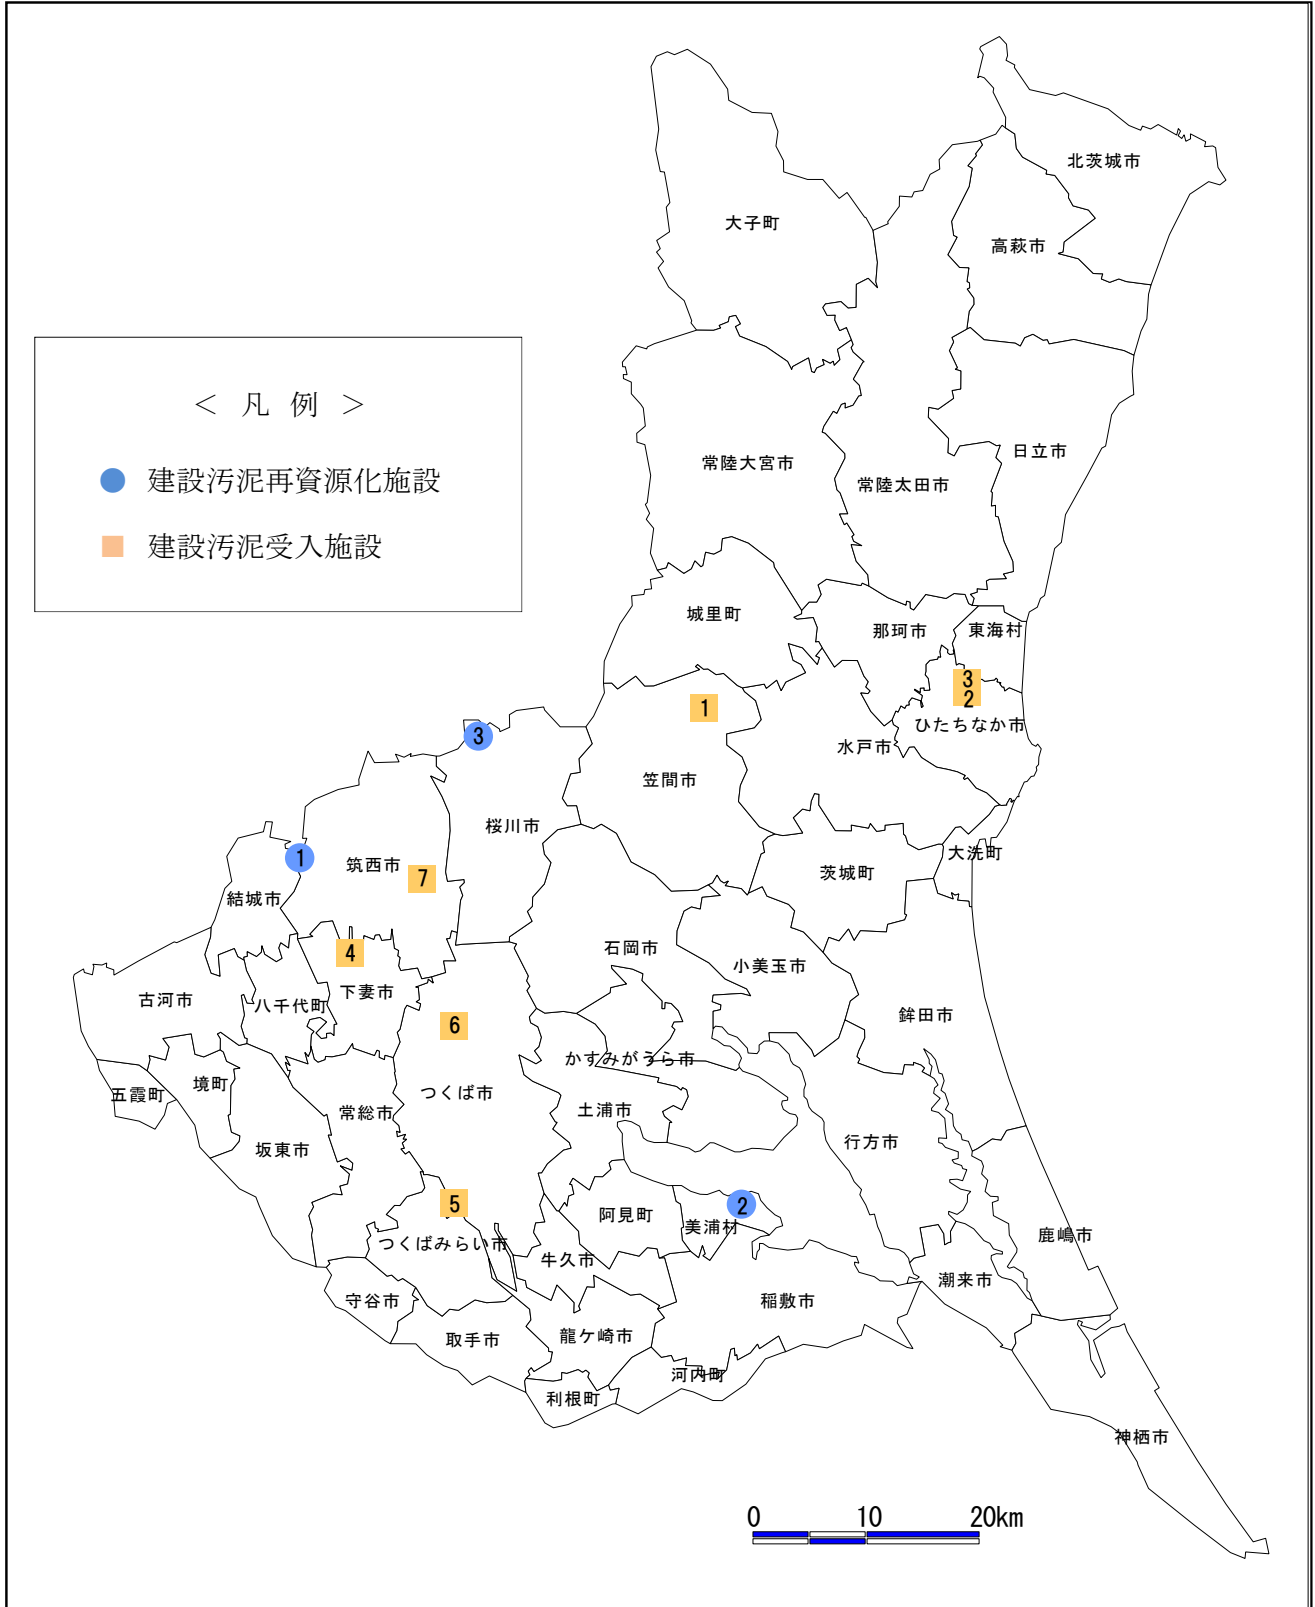 北茨城市
大子町
高萩市
＜ 凡 例 ＞
建設汚泥再資源化施設
建設汚泥受入施設
日立市
常陸大宮市
常陸太田市
城里町
那珂市
東海村
3
2
1
ひたちなか市
3
水戸市
笠間市
桜川市
1
筑西市
7
大洗町
茨城町
結城市
4
石岡市
小美玉市
下妻市
古河市
八千代町
6
鉾田市
かすみがうら市
境町
五霞町
つくば市
常総市
土浦市
行方市
坂東市
5
2
阿見町
美浦村
鹿嶋市
つくばみらい市
牛久市
潮来市
守谷市
稲敷市
取手市
龍ケ崎市
河内町
利根町
神栖市
0 10 20km